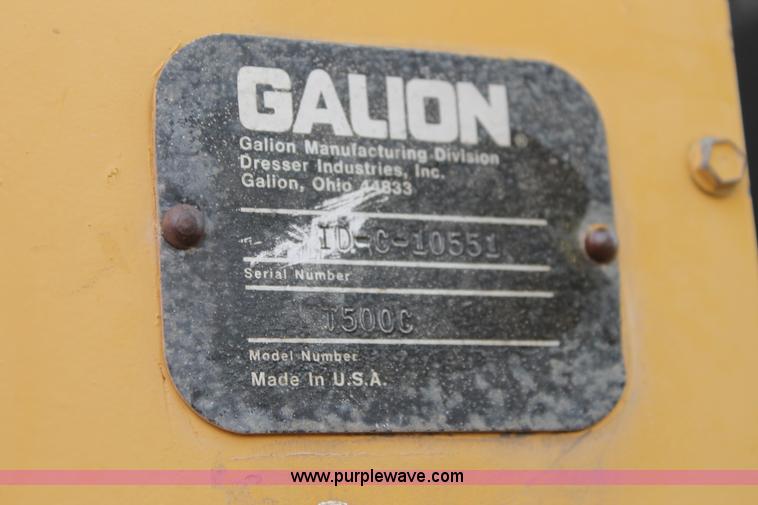 GALION
Galion Manufacturing Division
Dresser Industries, Inc.
Galion, Ohio 44833
ID-C-10551
Serial Number
T500C
Model Number
Made In U.S.A.
www.purplewave.com